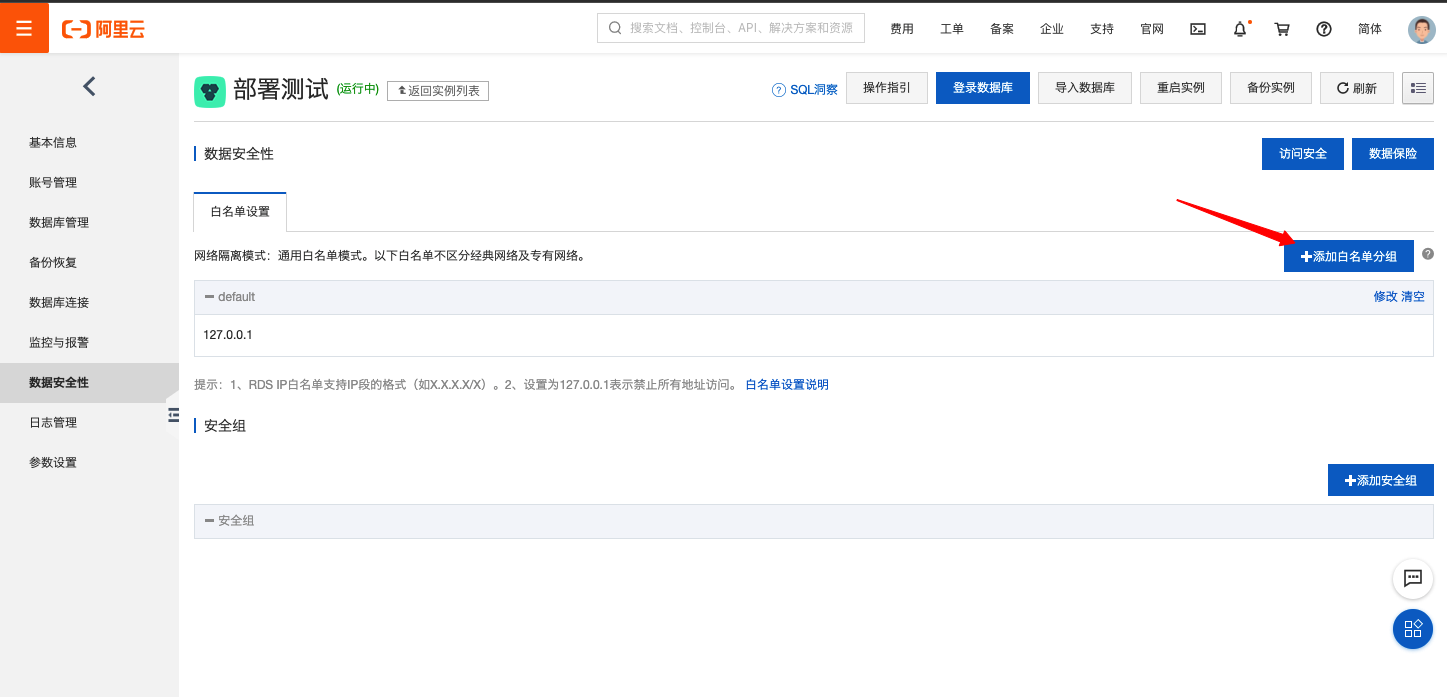 阿里云
搜索文档、控制台、API、解决方案和资源
费用 工单 备案 企业 支持 官网 简体
部署测试 (运行中) 返回实例列表
SQL洞察 操作指引 登录数据库 导入数据库 重启实例 备份实例 刷新
基本信息
账号管理
数据库管理
备份恢复
数据库连接
监控与报警
数据安全性
日志管理
参数设置
数据安全性 访问安全 数据保险
白名单设置
网络隔离模式：通用白名单模式。以下白名单不区分经典网络及专有网络。 添加白名单分组
default 修改 清空
127.0.0.1
提示：1、RDS IP白名单支持IP段的格式（如X.X.X.X/X）。2、设置为127.0.0.1表示禁止所有地址访问。 白名单设置说明
安全组
添加安全组
安全组